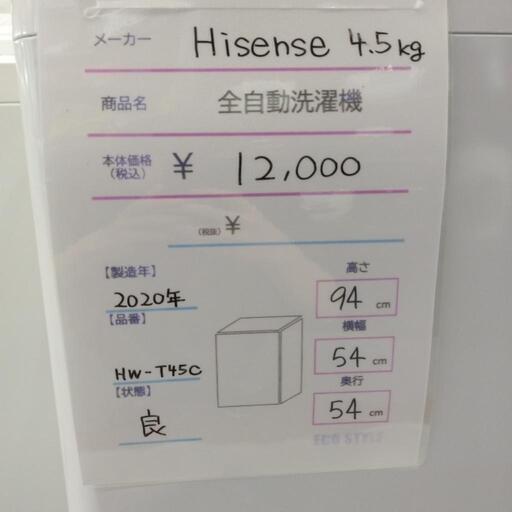 メーカー Hisense 4.5kg
商品名 全自動洗濯機
本体価格 ¥ 12,000
(税込)
(税抜) ¥
【製造年】 高さ
2020年 94 cm
【品番】 横幅
54 cm
HW-T45C 奥行
【状態】 54 cm
良
ECO STYLE